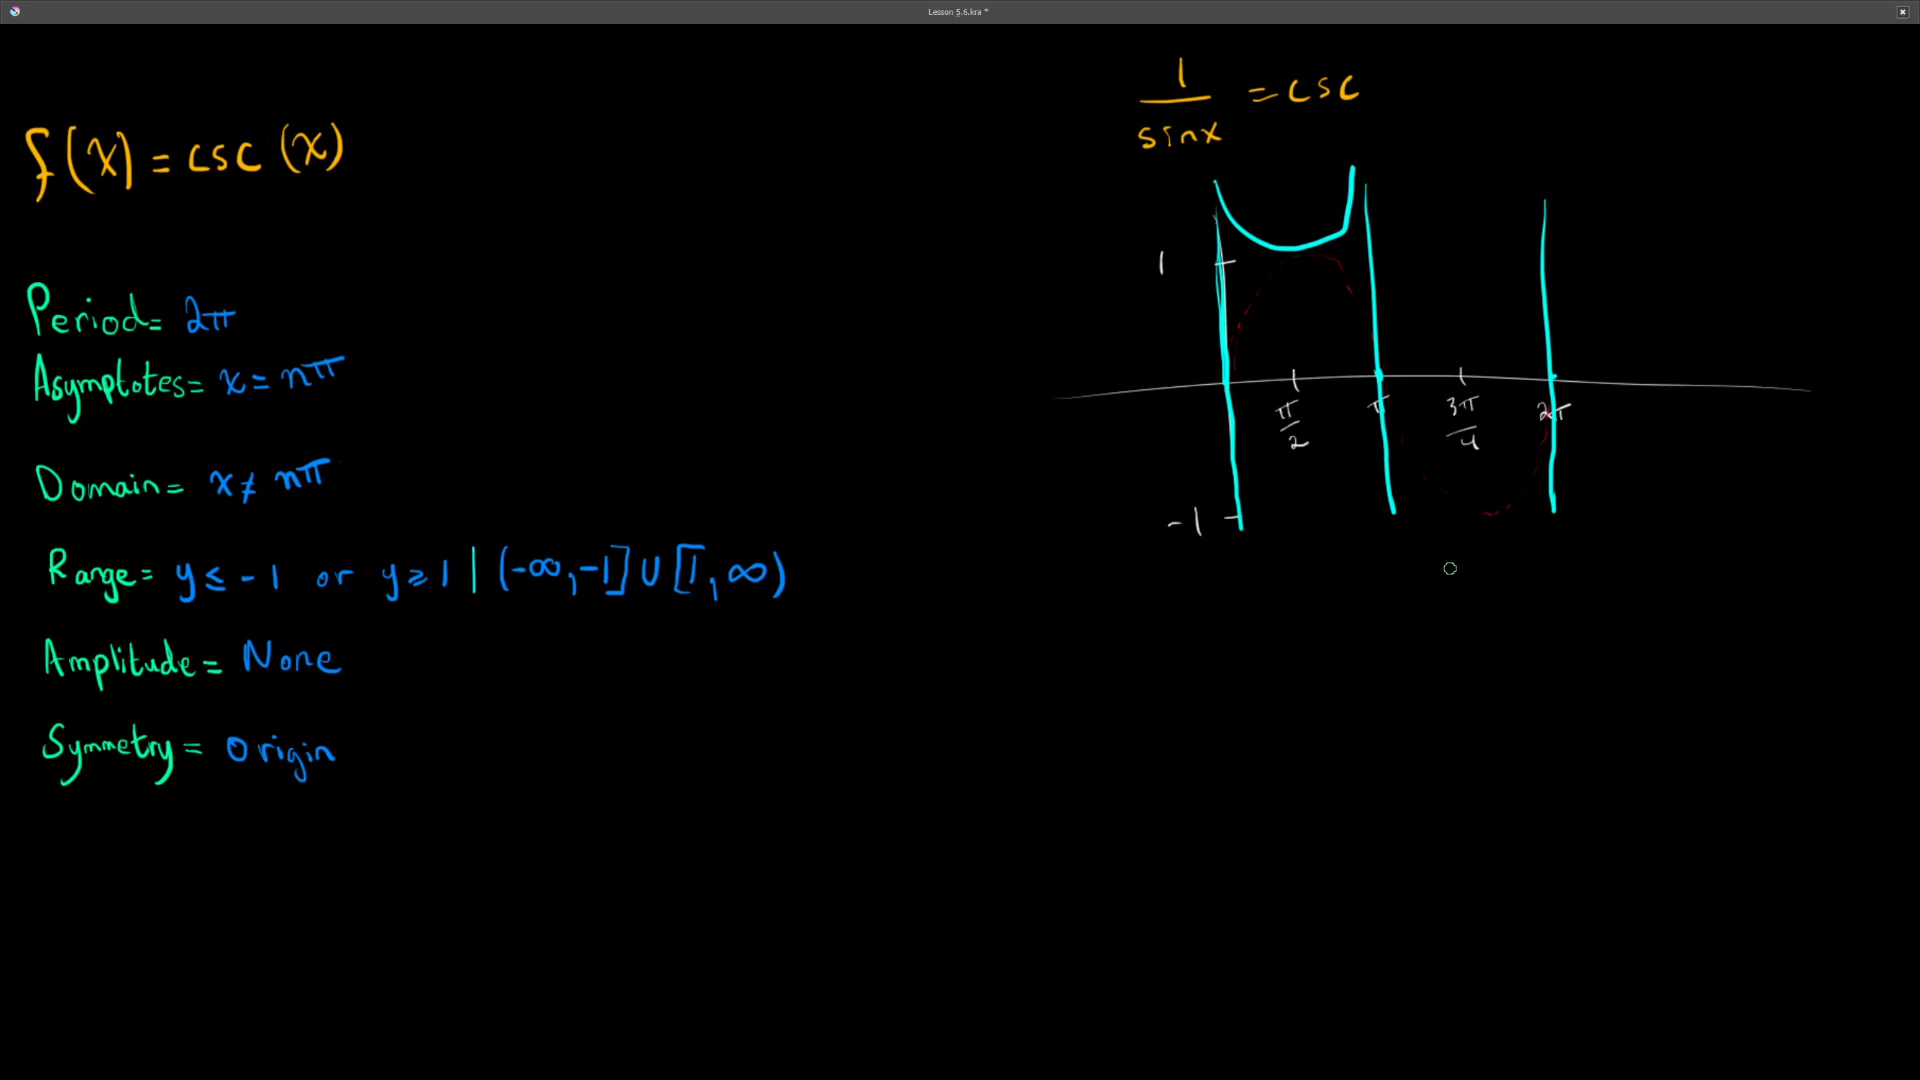 Lesson 5.6.kra *
1/sinx = csc
f(x) = csc (x)
Period = 2π
Asymptotes = x = nπ
Domain = x ≠ nπ
Range = y ≤ -1 or y ≥ 1 | (-∞, -1] ∪ [1, ∞)
Amplitude = None
Symmetry = Origin
1
π/2 π 3π/4 2π
-1